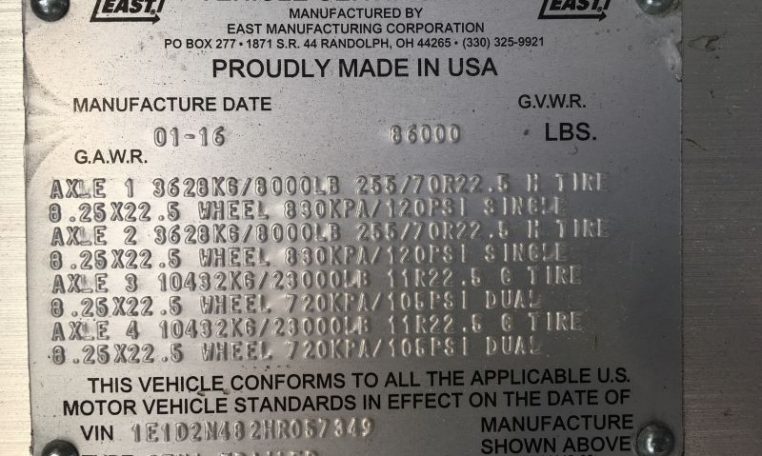 EAST. EAST.
MANUFACTURED BY
EAST MANUFACTURING CORPORATION
PO BOX 277 • 1871 S.R. 44 RANDOLPH, OH 44265 • (330) 325-9921
PROUDLY MADE IN USA
MANUFACTURE DATE G.V.W.R.
01-16 86000 LBS.
G.A.W.R.
AXLE 1 3628KG/8000LB 255/70R22.5 H TIRE
8.25X22.5 WHEEL 830KPA/120PSI SINGLE
AXLE 2 3628KG/8000LB 255/70R22.5 H TIRE
8.25X22.5 WHEEL 830KPA/120PSI SINGLE
AXLE 3 10432KG/23000LB 11R22.5 G TIRE
8.25X22.5 WHEEL 720KPA/105PSI DUAL
AXLE 4 10432KG/23000LB 11R22.5 G TIRE
8.25X22.5 WHEEL 720KPA/105PSI DUAL
THIS VEHICLE CONFORMS TO ALL THE APPLICABLE U.S.
MOTOR VEHICLE STANDARDS IN EFFECT ON THE DATE OF
VIN 1E1D2N482HR057349 MANUFACTURE
SHOWN ABOVE